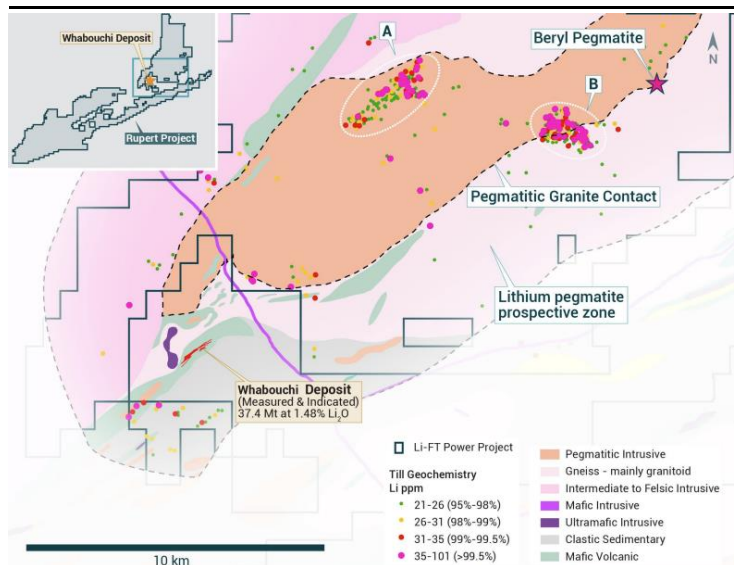 Whabouchi Deposit
Rupert Project
A
Beryl Pegmatite
N
B
Pegmatitic Granite Contact
Lithium pegmatite
prospective zone
Whabouchi Deposit
(Measured & Indicated)
37.4 Mt at 1.48% Li2O
10 km
Li-FT Power Project
Till Geochemistry
Li ppm
21-26 (95%-98%)
26-31 (98%-99%)
31-35 (99%-99.5%)
35-101 (>99.5%)
Pegmatitic Intrusive
Gneiss - mainly granitoid
Intermediate to Felsic Intrusive
Mafic Intrusive
Ultramafic Intrusive
Clastic Sedimentary
Mafic Volcanic